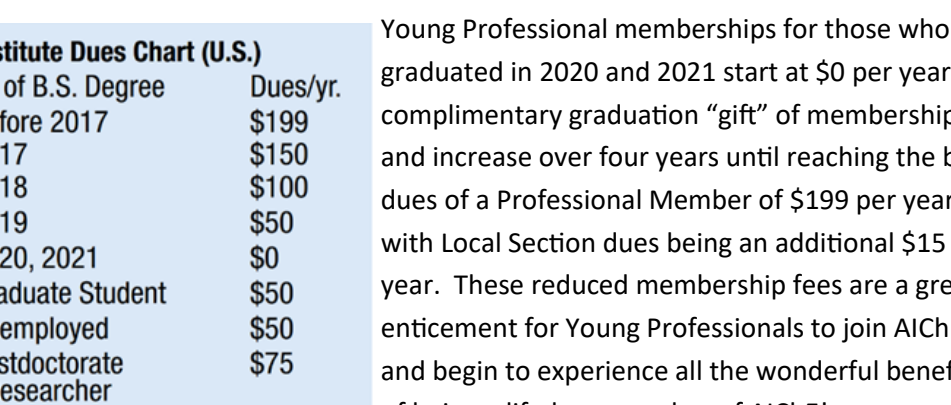 stitute Dues Chart (U.S.)
of B.S. Degree Dues/yr.
fore 2017 $199
17 $150
18 $100
19 $50
20, 2021 $0
aduate Student $50
employed $50
stdoctorate $75
esearcher
Young Professional memberships for those who
graduated in 2020 and 2021 start at $0 per year
complimentary graduation “gift” of membership
and increase over four years until reaching the b
dues of a Professional Member of $199 per year
with Local Section dues being an additional $15
year. These reduced membership fees are a gre
enticement for Young Professionals to join AICh
and begin to experience all the wonderful benef